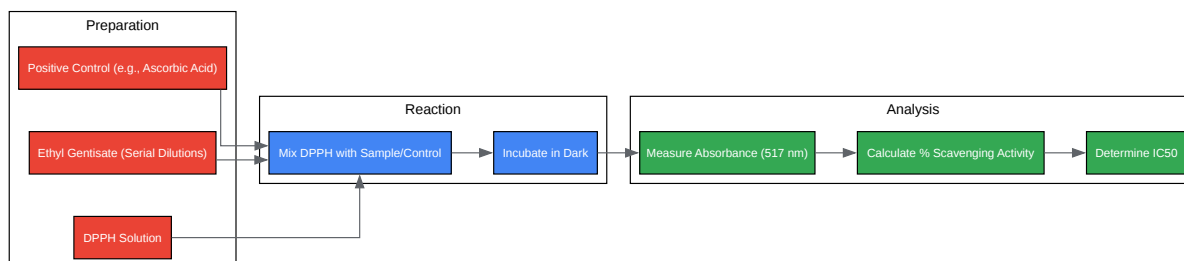 Preparation
Positive Control (e.g., Ascorbic Acid)
Ethyl Gentisate (Serial Dilutions)
DPPH Solution
Reaction
Mix DPPH with Sample/Control
Incubate in Dark
Analysis
Measure Absorbance (517 nm)
Calculate % Scavenging Activity
Determine IC50